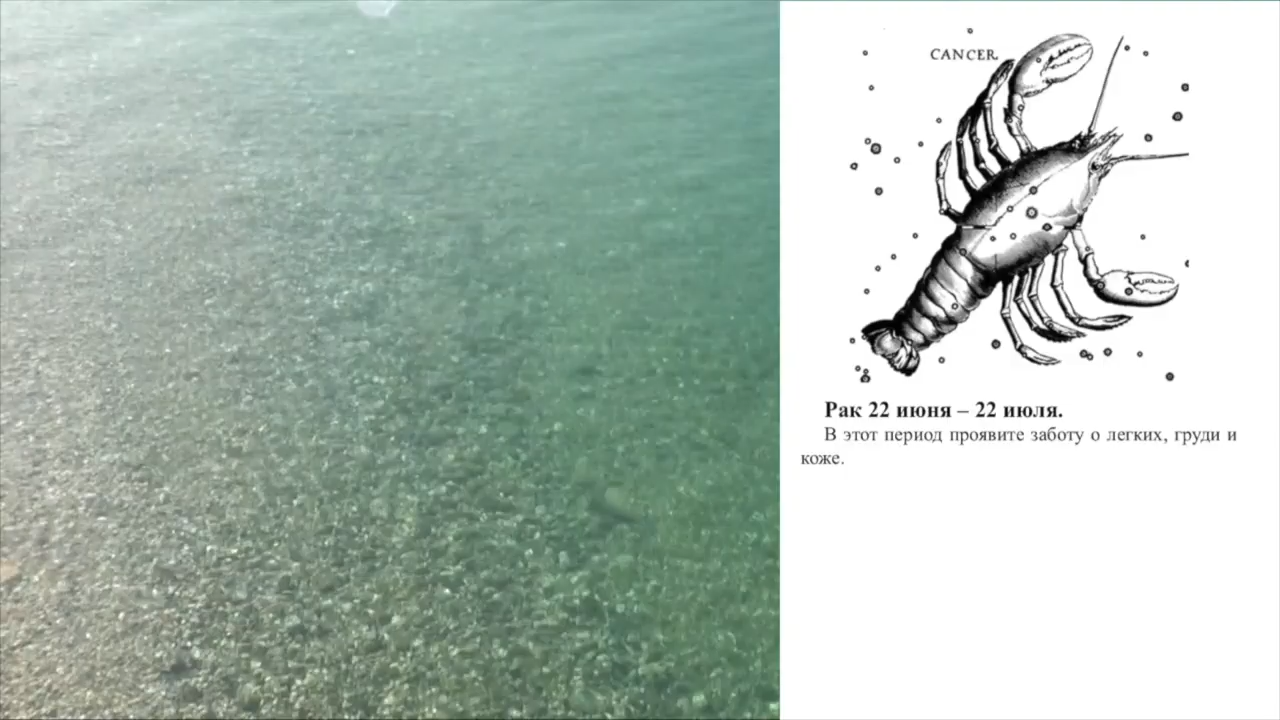 CANCER.
Рак 22 июня – 22 июля.
В этот период проявите заботу о легких, груди и
коже.